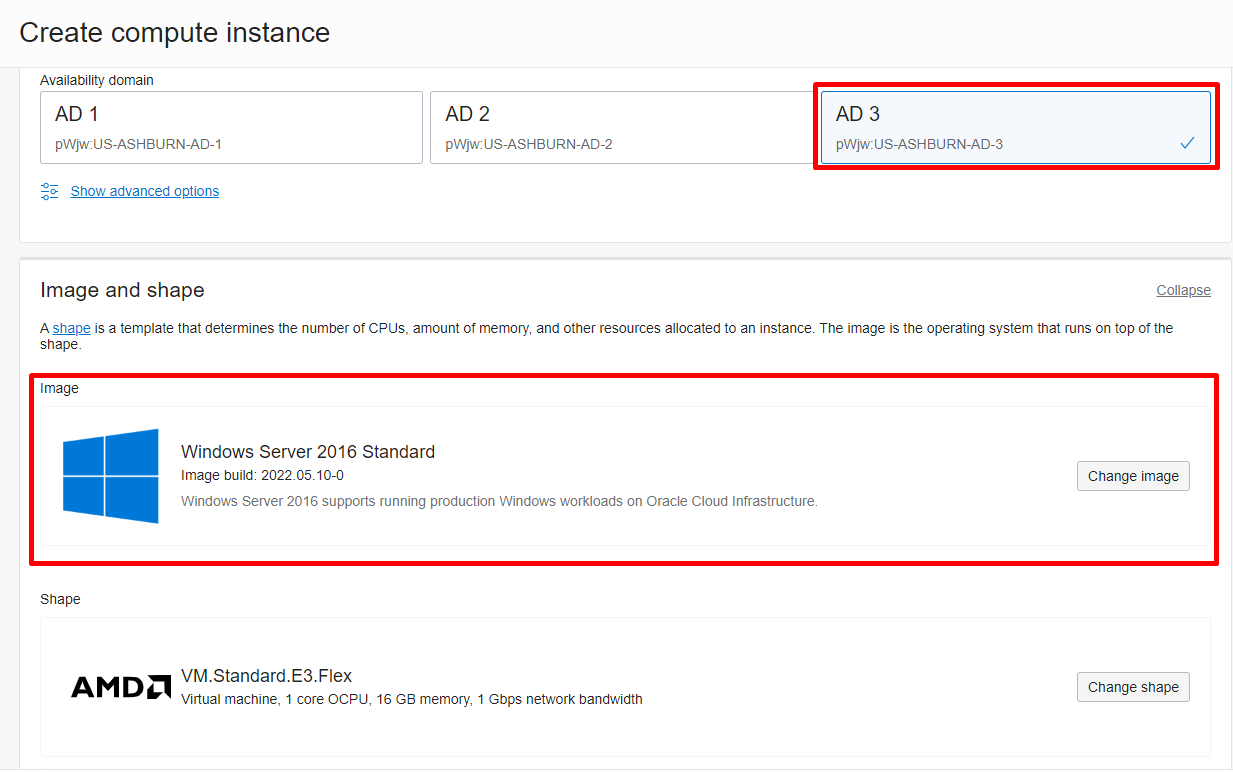 Create compute instance
Availability domain
AD 1
pWjw:US-ASHBURN-AD-1
AD 2
pWjw:US-ASHBURN-AD-2
AD 3
pWjw:US-ASHBURN-AD-3
Show advanced options
Image and shape
Collapse
A shape is a template that determines the number of CPUs, amount of memory, and other resources allocated to an instance. The image is the operating system that runs on top of the
shape.
Image
Windows Server 2016 Standard
Image build: 2022.05.10-0
Windows Server 2016 supports running production Windows workloads on Oracle Cloud Infrastructure.
Change image
Shape
AMD
VM.Standard.E3.Flex
Virtual machine, 1 core OCPU, 16 GB memory, 1 Gbps network bandwidth
Change shape